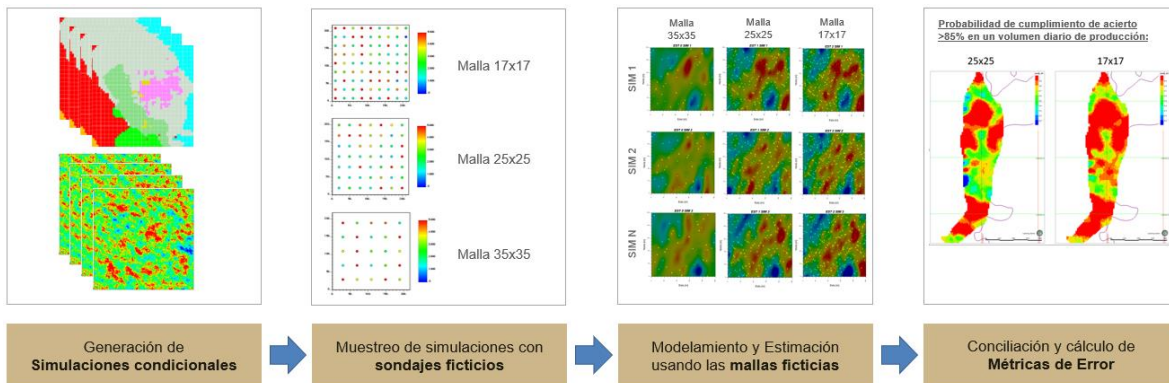 Malla 17x17
Malla 25x25
Malla 35x35
Malla
35x35
Malla
25x25
Malla
17x17
SIM 1
SIM 2
SIM N
Probabilidad de cumplimiento de acierto
>85% en un volumen diario de producción:
25x25
17x17
Generación de
Simulaciones condicionales
Muestreo de simulaciones con
sondajes ficticios
Modelamiento y Estimación
usando las mallas ficticias
Conciliación y cálculo de
Métricas de Error